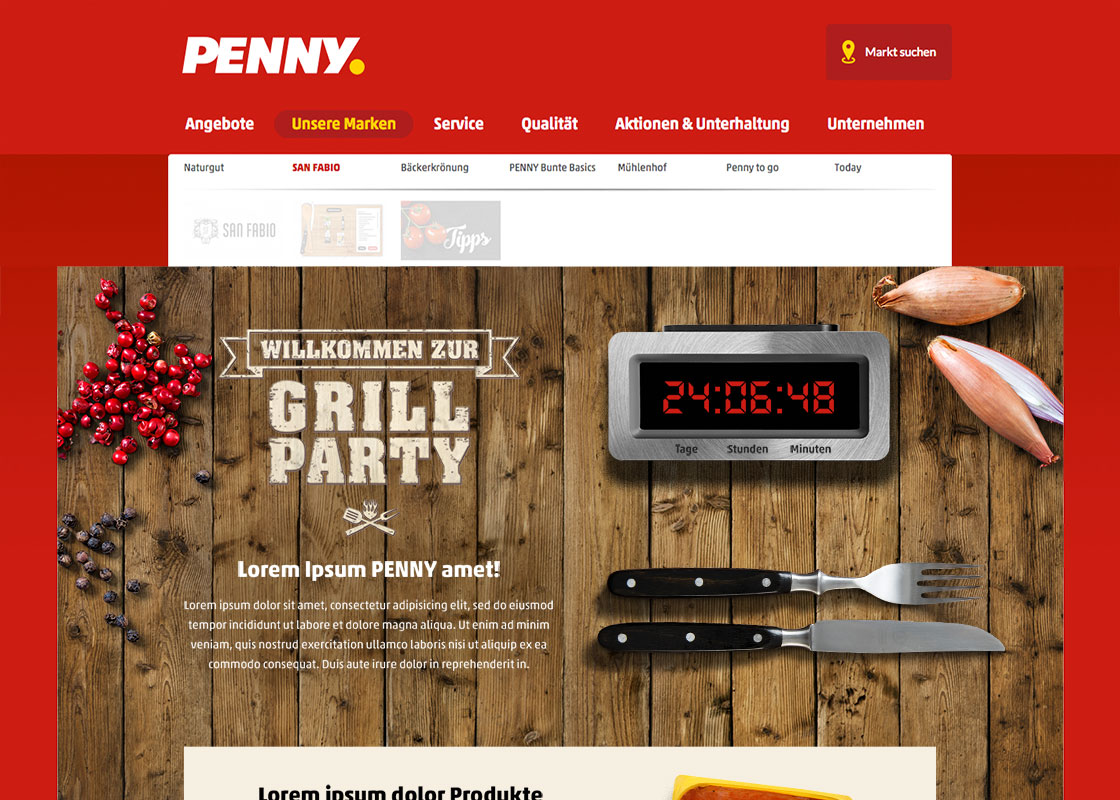 PENNY.
Markt suchen
Angebote Unsere Marken Service Qualität Aktionen & Unterhaltung Unternehmen
Naturgut SAN FABIO Bäckerkrönung PENNY Bunte Basics Mühlenhof Penny to go Today
SAN FABIO
Tipps
WILLKOMMEN ZUR
GRILL
PARTY
24:06:48
Tage Stunden Minuten
Lorem Ipsum PENNY amet!
Lorem ipsum dolor sit amet, consectetur adipisicing elit, sed do eiusmod
tempor incididunt ut labore et dolore magna aliqua. Ut enim ad minim
veniam, quis nostrud exercitation ullamco laboris nisi ut aliquip ex ea
commodo consequat. Duis aute irure dolor in reprehenderit in.
Lorem ipsum dolor Produkte